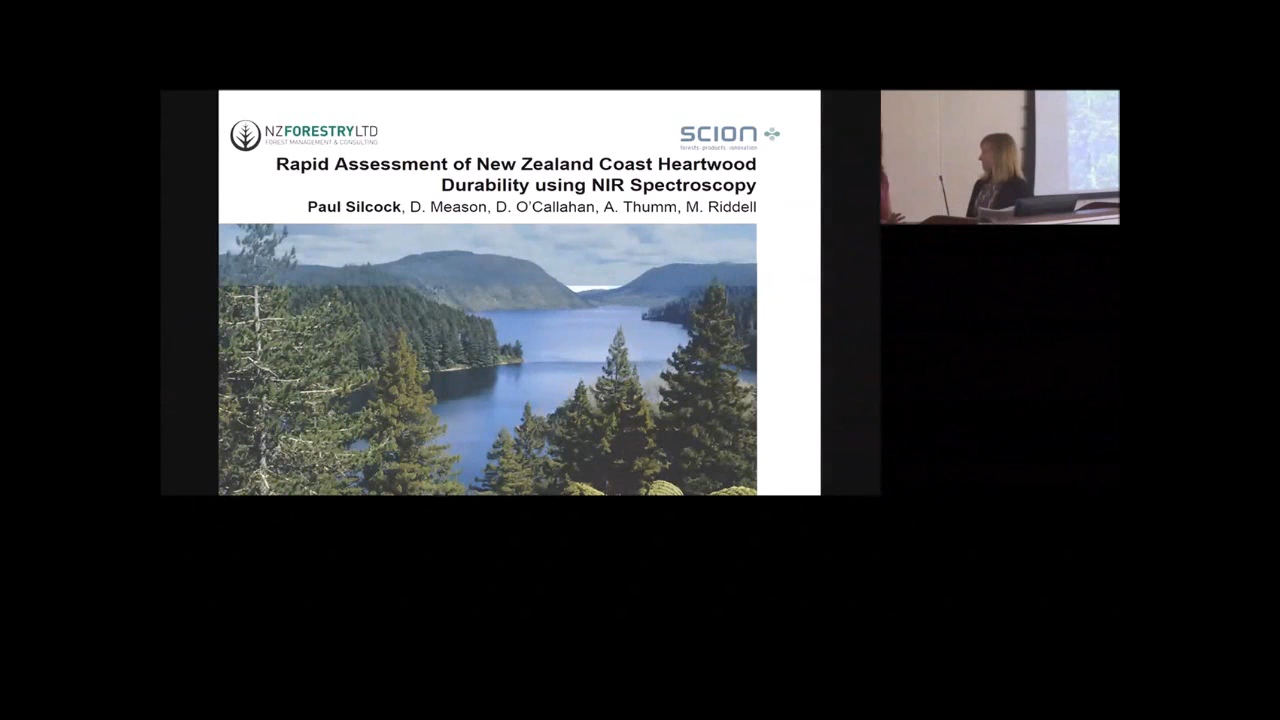 NZFORESTRYLTD
FOREST MANAGEMENT & CONSULTING
SCION
forests · products · innovation
Rapid Assessment of New Zealand Coast Heartwood
Durability using NIR Spectroscopy
Paul Silcock, D. Meason, D. O'Callahan, A. Thumm, M. Riddell